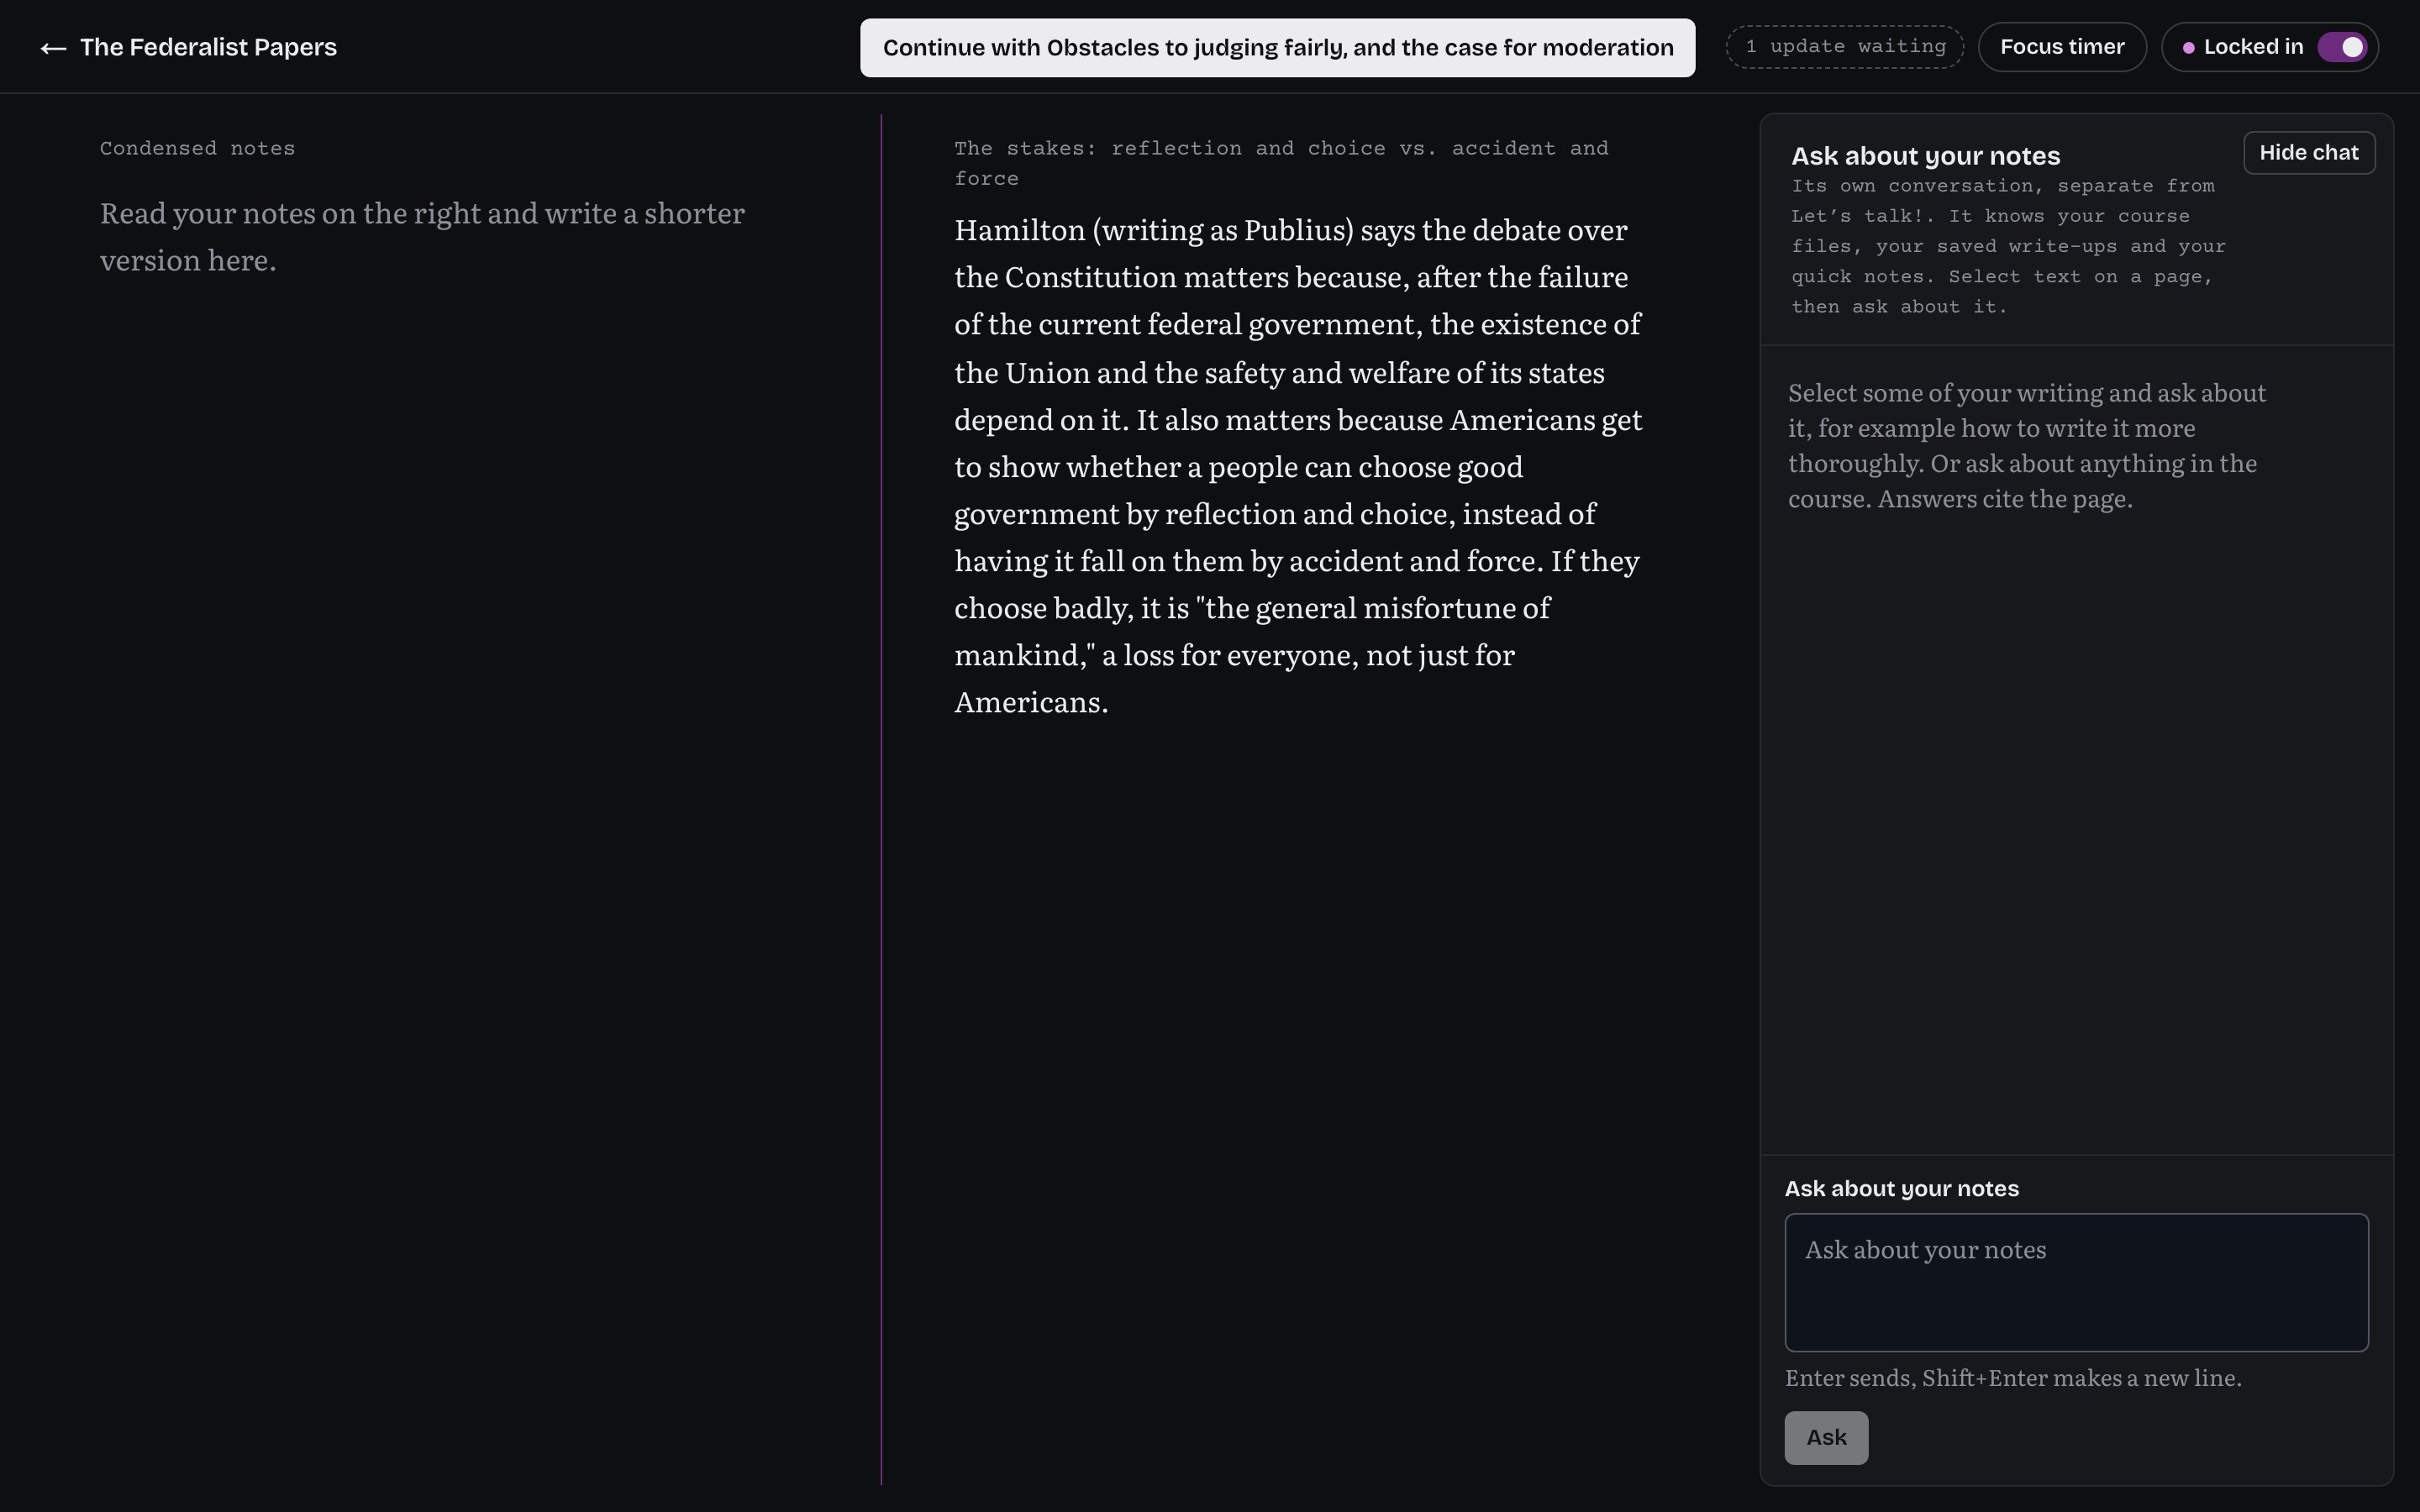 ← The Federalist Papers
Continue with Obstacles to judging fairly, and the case for moderation
1 update waiting
Focus timer
Locked in
Condensed notes
Read your notes on the right and write a shorter
version here.
The stakes: reflection and choice vs. accident and
force
Hamilton (writing as Publius) says the debate over
the Constitution matters because, after the failure
of the current federal government, the existence of
the Union and the safety and welfare of its states
depend on it. It also matters because Americans get
to show whether a people can choose good
government by reflection and choice, instead of
having it fall on them by accident and force. If they
choose badly, it is "the general misfortune of
mankind," a loss for everyone, not just for
Americans.
Ask about your notes
Hide chat
Its own conversation, separate from
Let’s talk!. It knows your course
files, your saved write-ups and your
quick notes. Select text on a page,
then ask about it.
Select some of your writing and ask about
it, for example how to write it more
thoroughly. Or ask about anything in the
course. Answers cite the page.
Ask about your notes
Ask about your notes
Enter sends, Shift+Enter makes a new line.
Ask